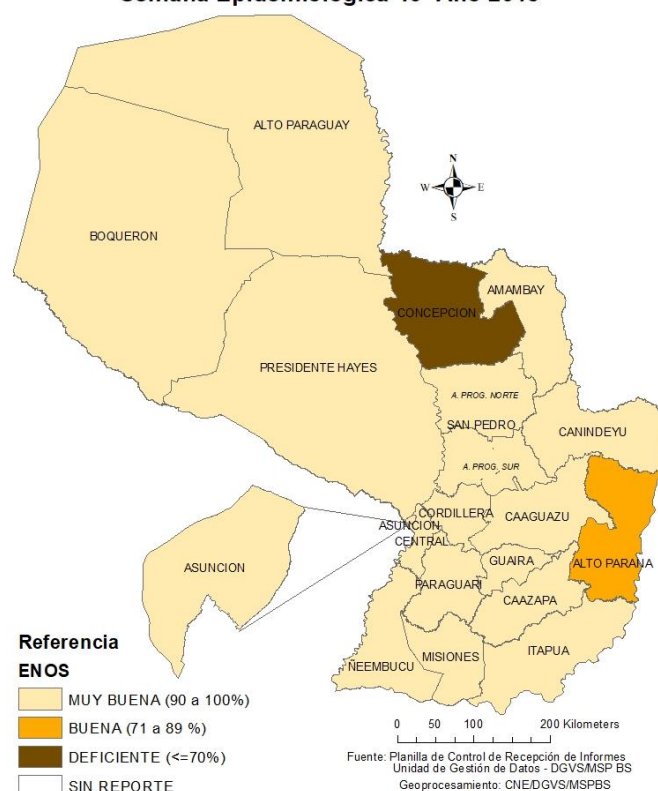 ALTO PARAGUAY
BOQUERON
N
W E
S
AMAMBAY
CONCEPCION
PRESIDENTE HAYES
A. PROG. NORTE
SAN PEDRO
CANINDEYU
A. PROG. SUR
CORDILLERA
CAAGUAZU
ASUNCION
CENTRAL
ASUNCION
GUAIRA
ALTO PARANA
PARAGUARI
CAAZAPA
ITAPUA
MISIONES
ÑEEMBUCU
Referencia
ENOS
MUY BUENA (90 a 100%)
BUENA (71 a 89 %)
DEFICIENTE (<=70%)
SIN REPORTE
0 50 100 200 Kilometers
Fuente: Planilla de Control de Recepción de Informes
Unidad de Gestión de Datos - DGVS/MSP BS
Geoprocesamiento: CNE/DGVS/MSPBS